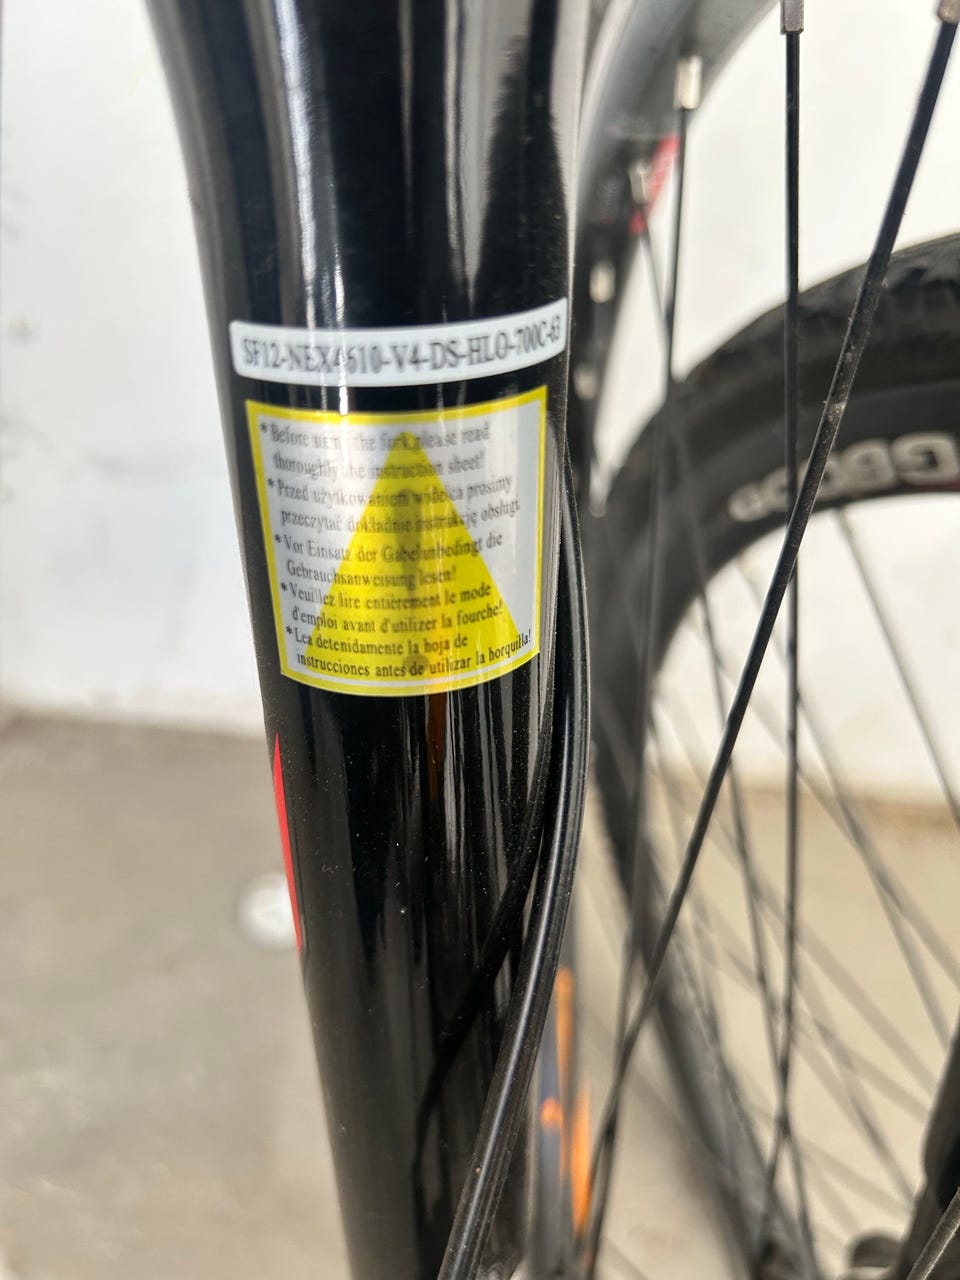 SF12-NEX4610-V4-DS-HLO-700C-63
*Before using the fork,please read
thoroughly the instruction sheet!
*Przed użytkowaniem widelca prosimy
przeczytać dokładnie instrukcję obsługi.
*Vor Einsatz der Gabel unbedingt die
Gebrauchsanweisung lesen!
*Veuillez lire entièrement le mode
d'emploi avant d'utilizer la fourche!
*Lea detenidamente la hoja de
instrucciones antes de utilizar la horquilla!